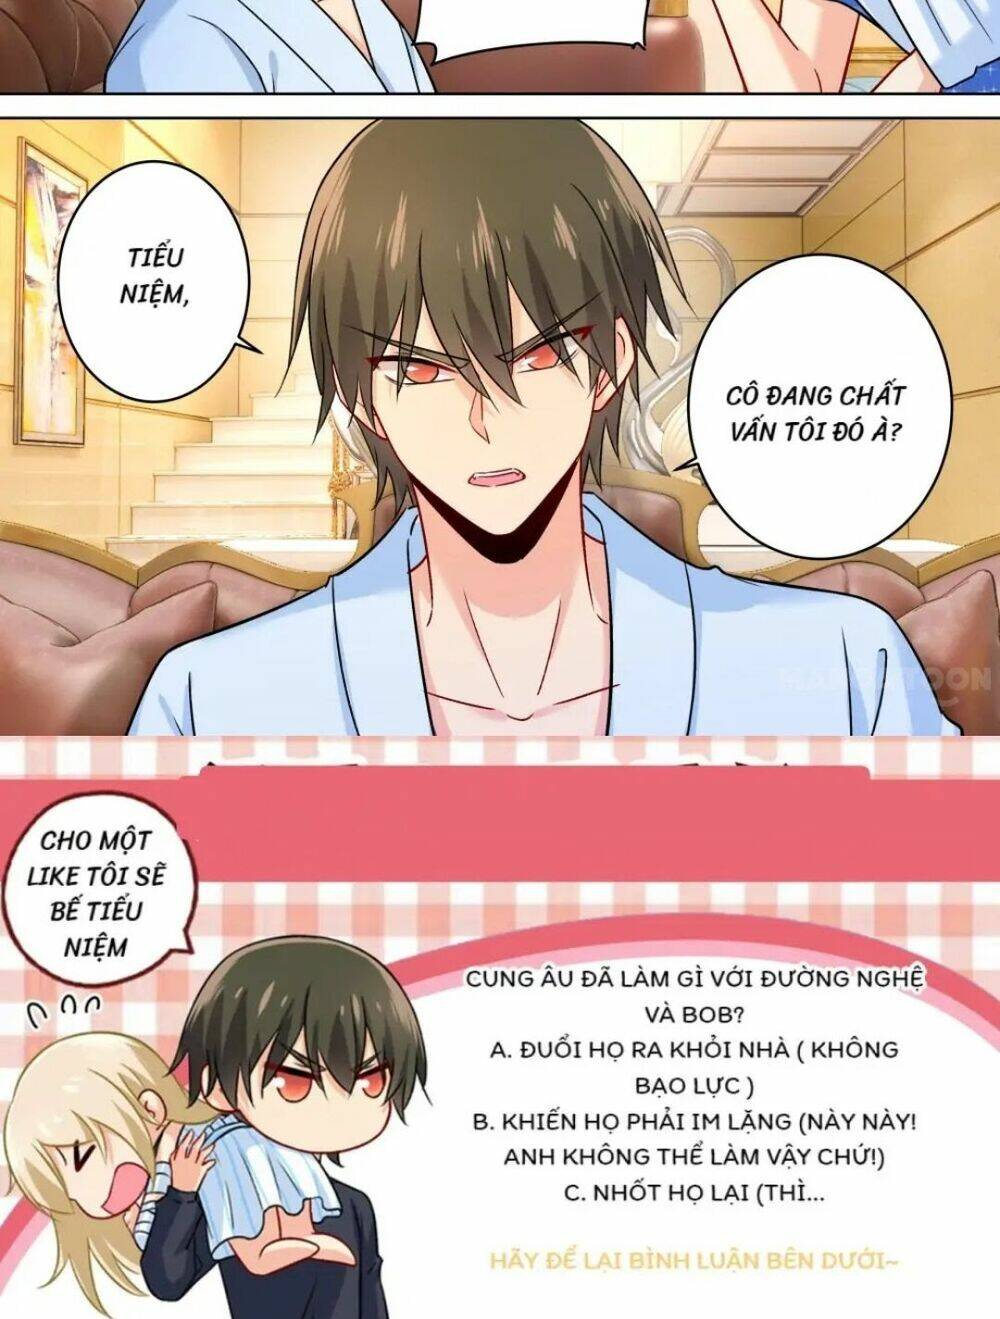 TIỂU
NIỆM,
CÔ ĐANG CHẤT
VẤN TÔI ĐÓ À?
CHO MỘT
LIKE TÔI SẼ
BẾ TIỂU
NIỆM
CUNG ÂU ĐÃ LÀM GÌ VỚI ĐƯỜNG NGHỆ
VÀ BOB?
A. ĐUỔI HỌ RA KHỎI NHÀ ( KHÔNG
BẠO LỰC )
B. KHIẾN HỌ PHẢI IM LẶNG (NÀY NÀY!
ANH KHÔNG THỂ LÀM VẬY CHỨ!)
C. NHỐT HỌ LẠI (THÌ...
HÃY ĐỂ LẠI BÌNH LUẬN BÊN DƯỚI~